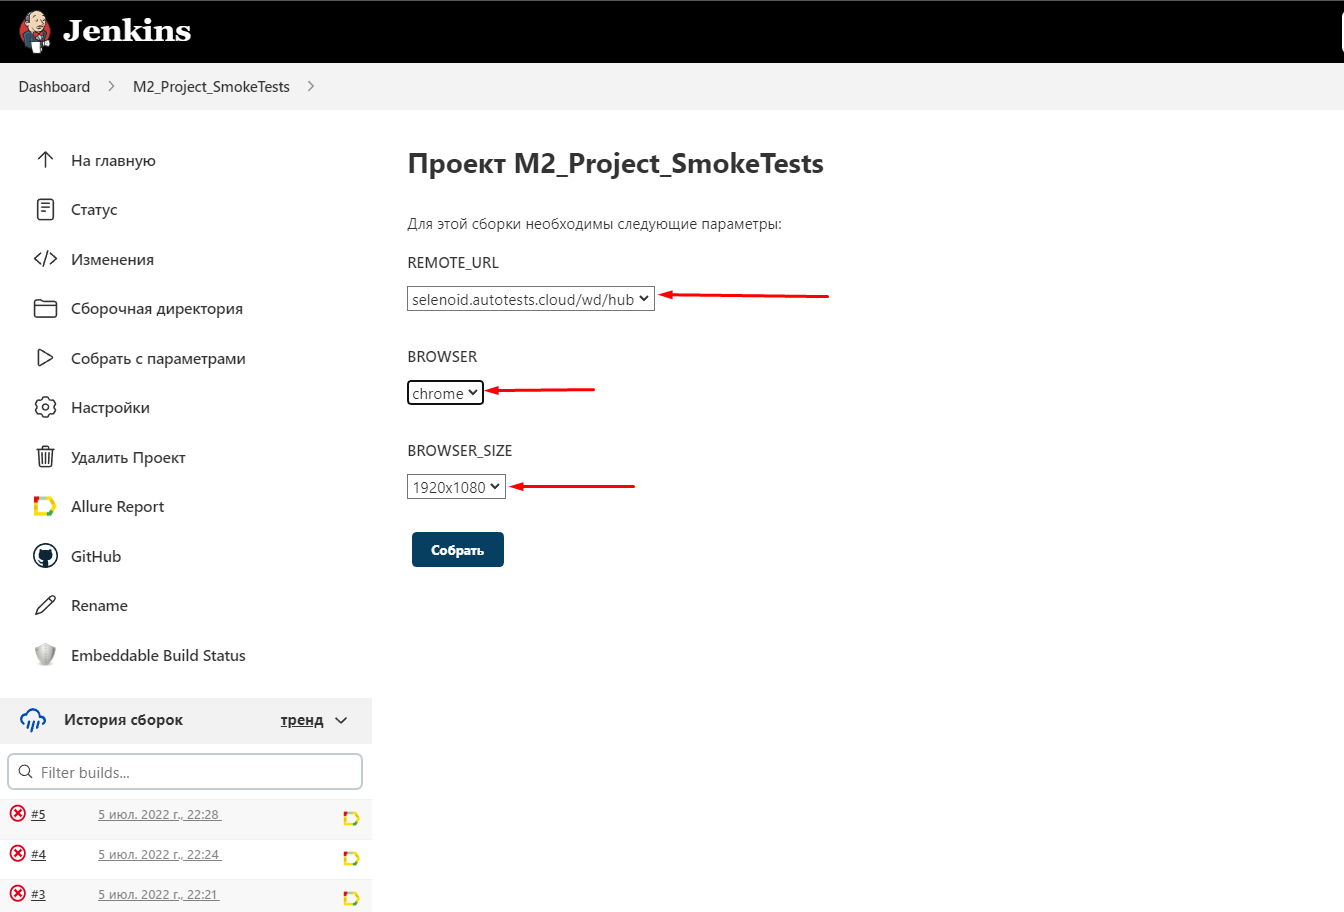 Jenkins
Dashboard
M2_Project_SmokeTests
На главную
Статус
Изменения
Сборочная директория
Собрать с параметрами
Настройки
Удалить Проект
Allure Report
GitHub
Rename
Embeddable Build Status
История сборок
тренд
Filter builds...
#5
5 июл. 2022 г., 22:28
#4
5 июл. 2022 г., 22:24
#3
5 июл. 2022 г., 22:21
Проект M2_Project_SmokeTests
Для этой сборки необходимы следующие параметры:
REMOTE_URL
selenoid.autotests.cloud/wd/hub
BROWSER
chrome
BROWSER_SIZE
1920x1080
Собрать